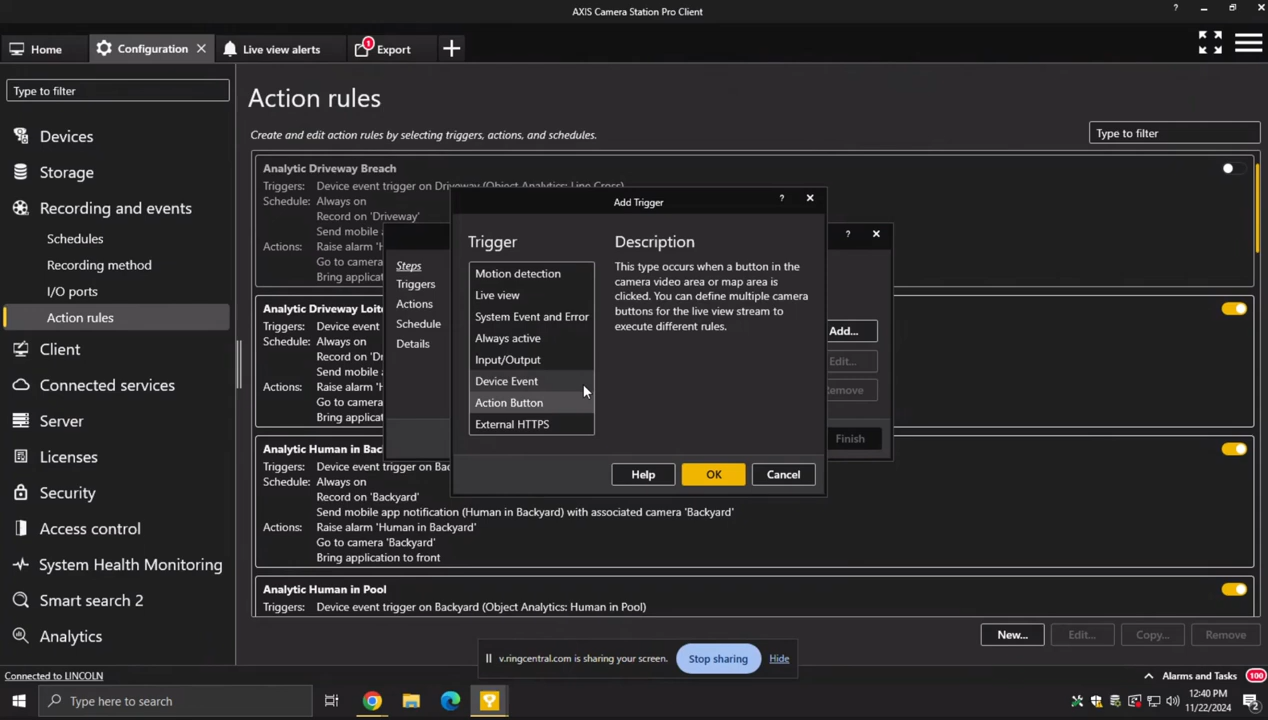 AXIS Camera Station Pro Client
?
Home
Configuration
Live view alerts
1
Export
Type to filter
Action rules
Create and edit action rules by selecting triggers, actions, and schedules.
Type to filter
Devices
Storage
Recording and events
Schedules
Recording method
I/O ports
Action rules
Client
Connected services
Server
Licenses
Security
Access control
System Health Monitoring
Smart search 2
Analytics
Analytic Driveway Breach
Triggers: Device event trigger on Driveway (Object Analytics: Line Cross)
Schedule: Always on
Record on 'Driveway'
Send mobile
Actions: Raise alarm
Go to camera
Bring applicat
Analytic Driveway
Triggers: Device event
Schedule: Always on
Record on
Send mobile
Actions: Raise alarm
Go to camera
Bring applicat
Analytic Human in
Triggers: Device event trigger on
Schedule: Always on
Record on 'Backyard'
Send mobile app notification (Human in Backyard) with associated camera 'Backyard'
Actions: Raise alarm 'Human in Backyard'
Go to camera 'Backyard'
Bring application to front
Analytic Human in Pool
Triggers: Device event trigger on Backyard (Object Analytics: Human in Pool)
?
Steps
Triggers
Actions
Schedule
Details
Add...
Edit...
Finish
Add Trigger
?
Trigger
Motion detection
Live view
System Event and Error
Always active
Input/Output
Device Event
Action Button
External HTTPS
Description
This type occurs when a button in the
camera video area or map area is
clicked. You can define multiple camera
buttons for the live view stream to
execute different rules.
Help
OK
Cancel
New...
Edit...
Copy...
Remove
v.ringcentral.com is sharing your screen.
Stop sharing
Hide
Connected to LINCOLN
Alarms and Tasks
100
Type here to search
12:40 PM
11/22/2024
2